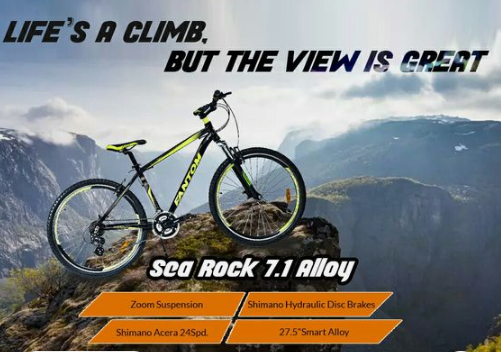 LIFE'S A CLIMB,
BUT THE VIEW IS GREAT
SANTOM
Sea Rock 7.1 Alloy
Zoom Suspension
Shimano Hydraulic Disc Brakes
Shimano Acera 24Spd.
27.5"Smart Alloy